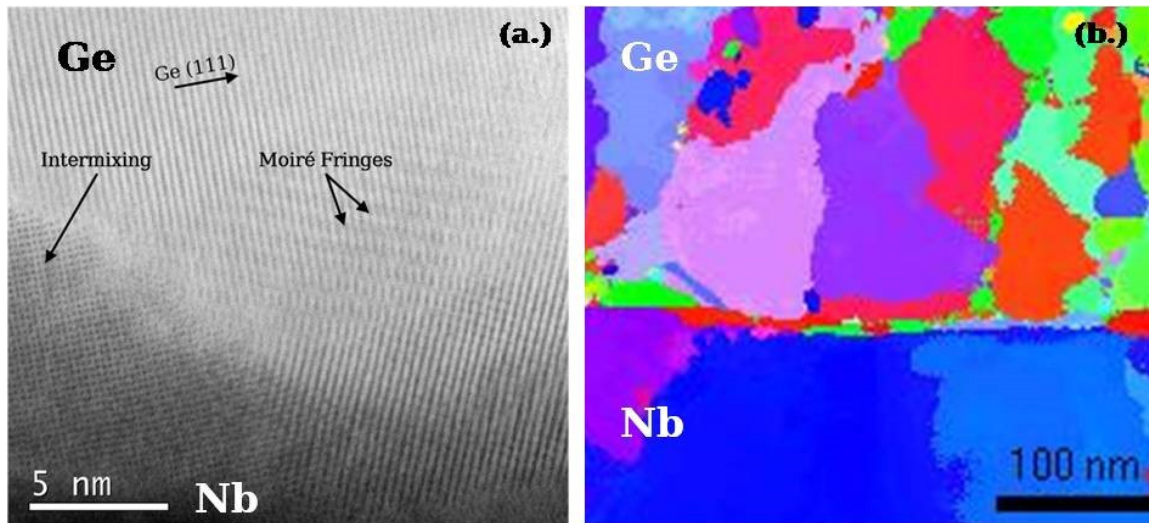 Ge
(a.)
Ge (111)
Intermixing
Moiré Fringes
5 nm
Nb
Ge
(b.)
Nb
100 nm